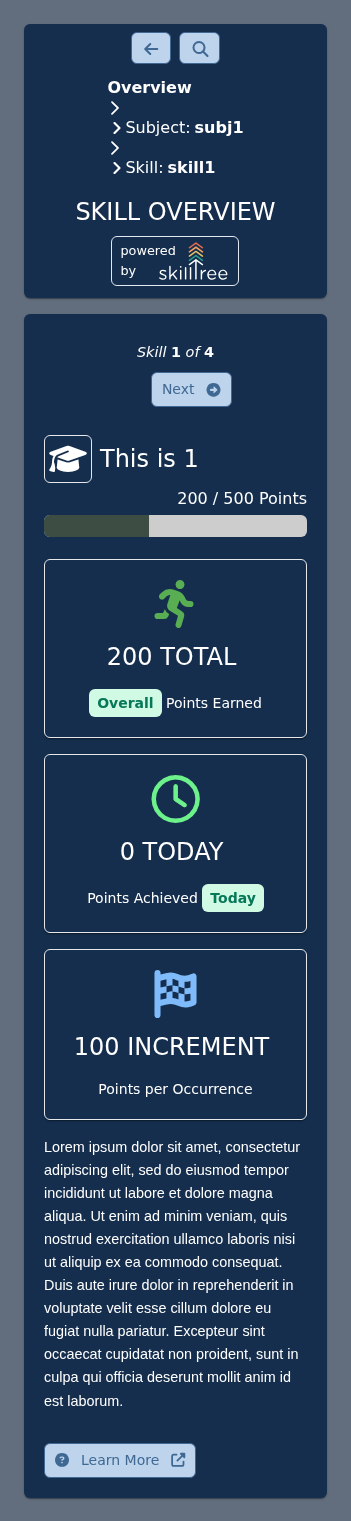 Overview
Subject: subj1
Skill: skill1
SKILL OVERVIEW
powered
by
skilltree
Skill 1 of 4
Next
This is 1
200 / 500 Points
200 TOTAL
Overall Points Earned
0 TODAY
Points Achieved Today
100 INCREMENT
Points per Occurrence
Lorem ipsum dolor sit amet, consectetur
adipiscing elit, sed do eiusmod tempor
incididunt ut labore et dolore magna
aliqua. Ut enim ad minim veniam, quis
nostrud exercitation ullamco laboris nisi
ut aliquip ex ea commodo consequat.
Duis aute irure dolor in reprehenderit in
voluptate velit esse cillum dolore eu
fugiat nulla pariatur. Excepteur sint
occaecat cupidatat non proident, sunt in
culpa qui officia deserunt mollit anim id
est laborum.
Learn More